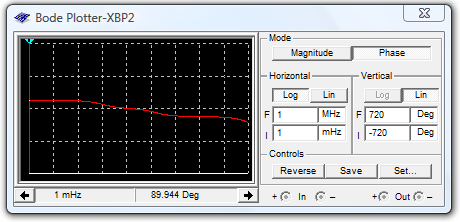 Bode Plotter-XBP2
Mode
Magnitude Phase
Horizontal Vertical
Log Lin Log Lin
F 1 MHz F 720 Deg
I 1 mHz I -720 Deg
Controls
Reverse Save Set...
1 mHz 89.944 Deg
+ In − + Out −